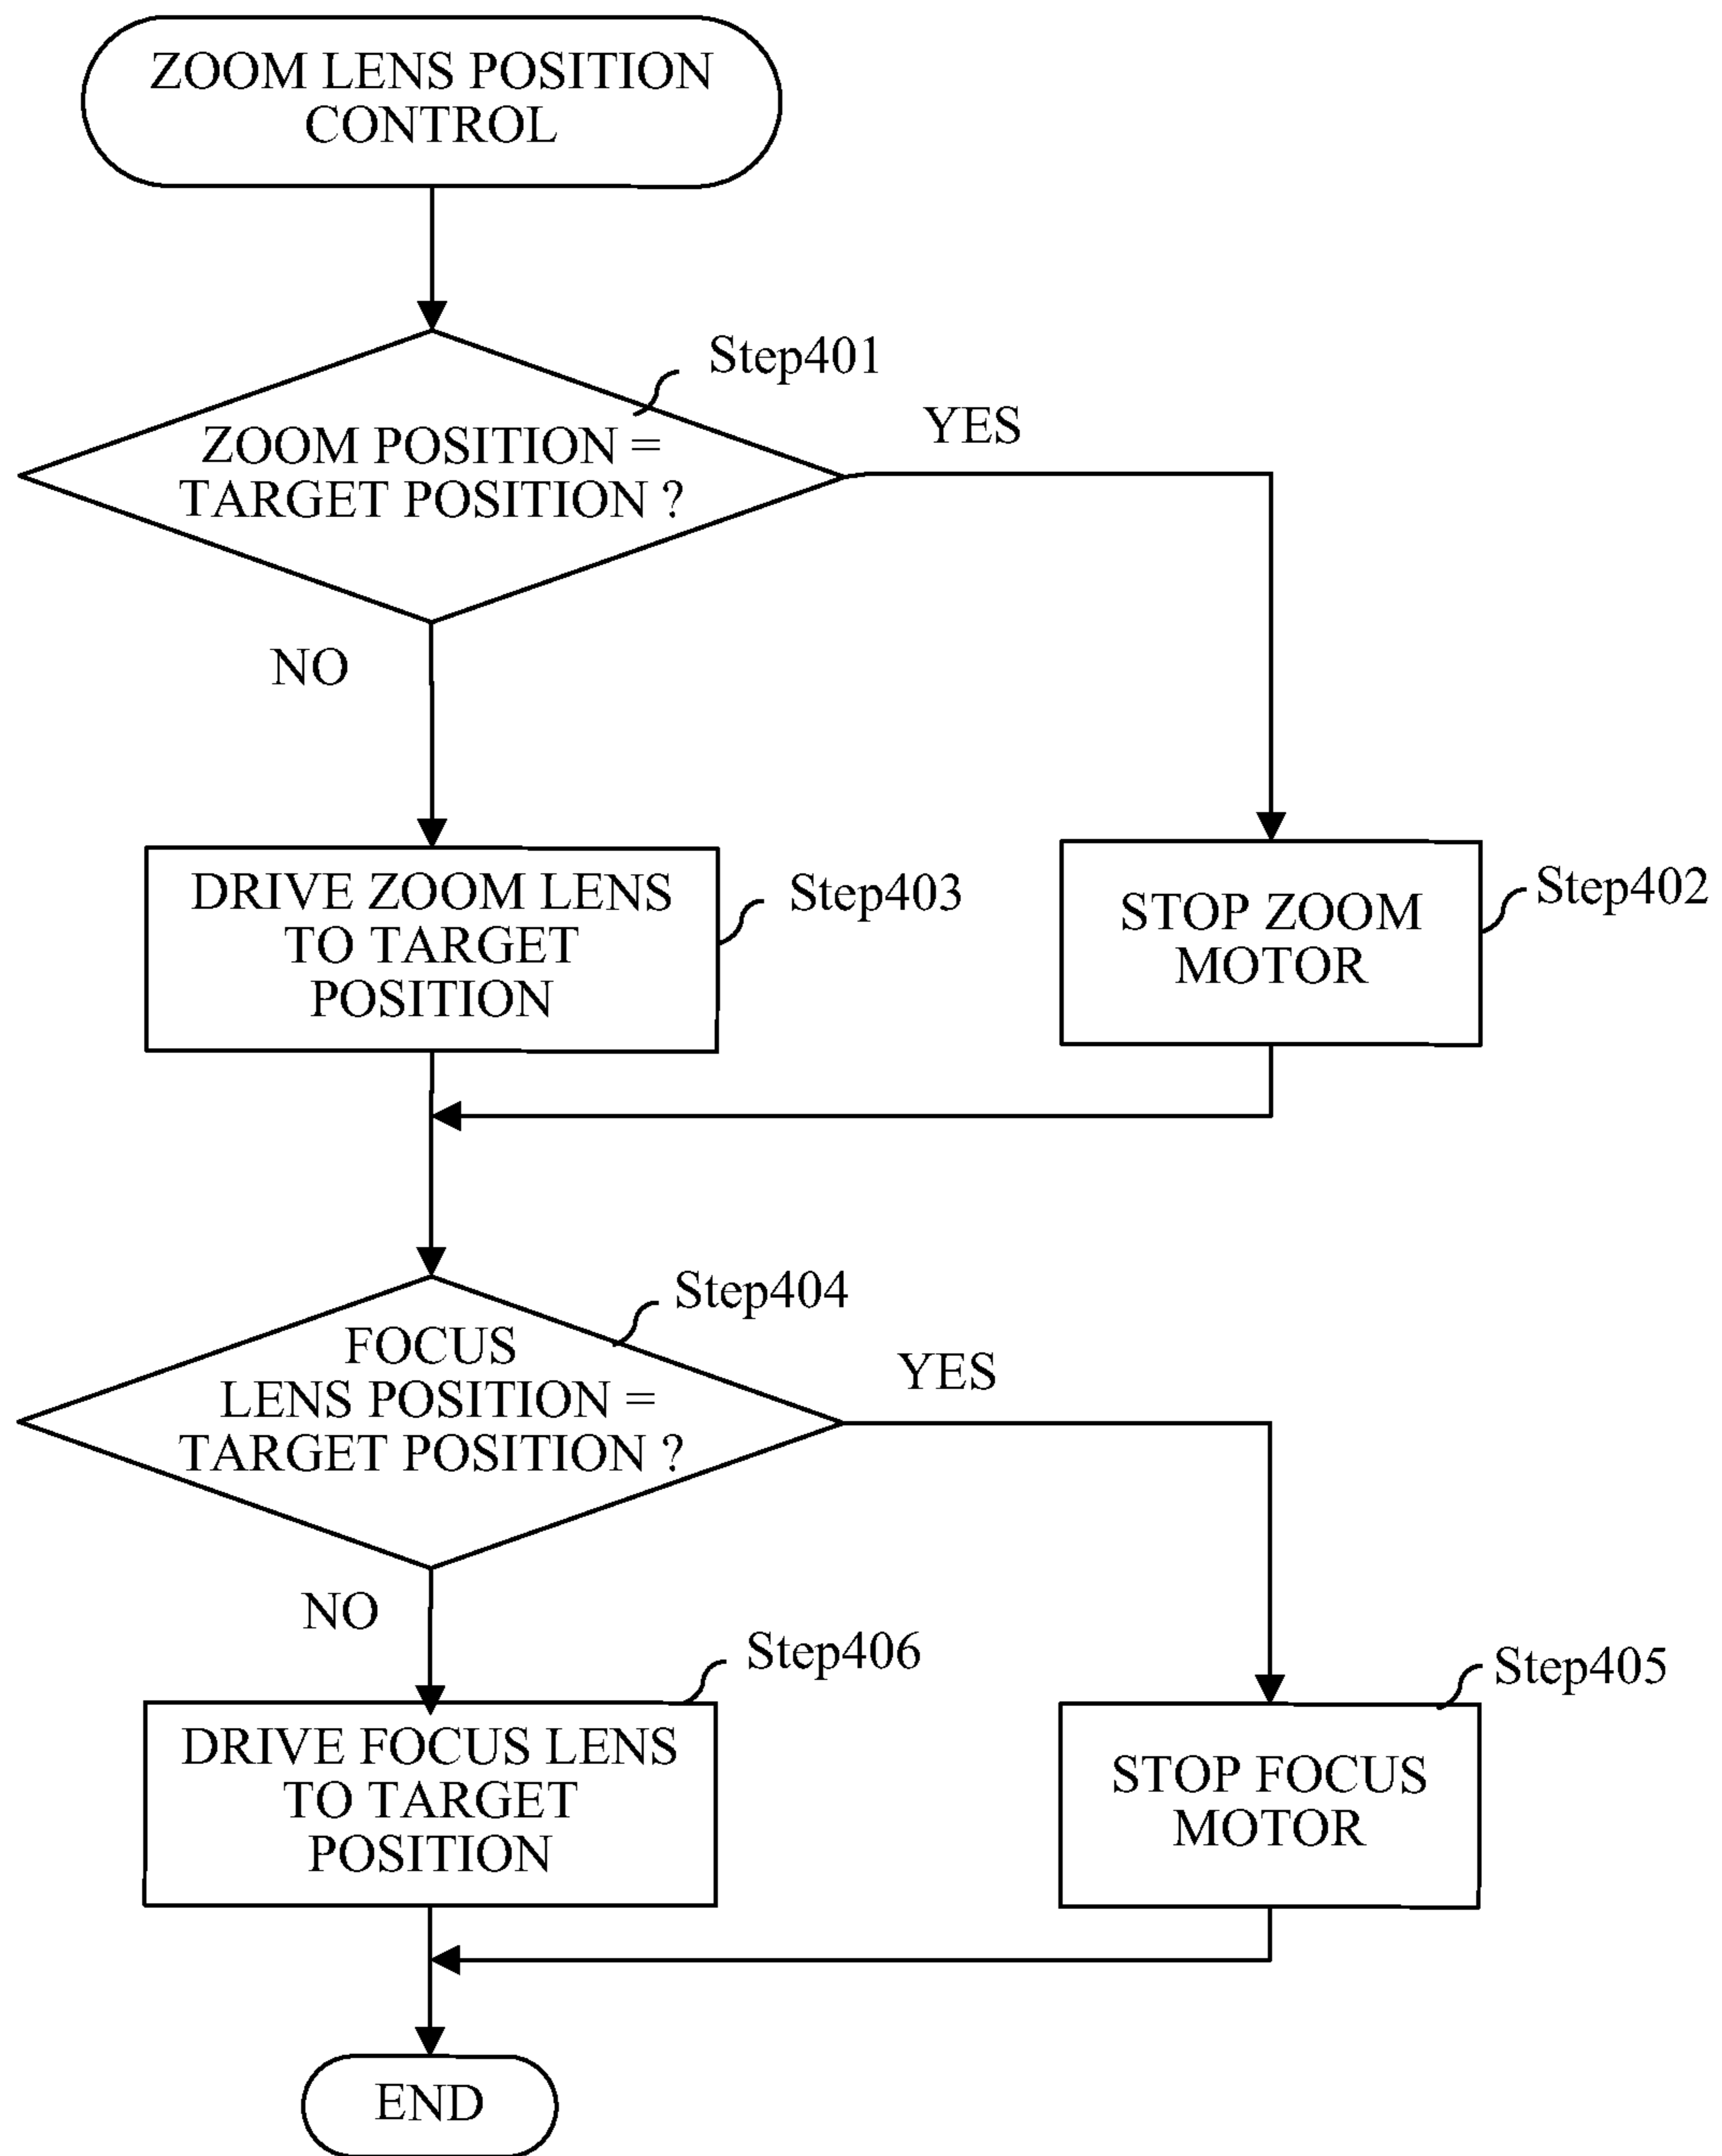 ZOOM LENS POSITION
CONTROL
Step401
YES
ZOOM POSITION =
TARGET POSITION ?
NO
DRIVE ZOOM LENS
TO TARGET
POSITION
Step403
STOP ZOOM
MOTOR
Step402
Step404
FOCUS
LENS POSITION =
TARGET POSITION ?
YES
NO
Step406
DRIVE FOCUS LENS
TO TARGET
POSITION
Step405
STOP FOCUS
MOTOR
END